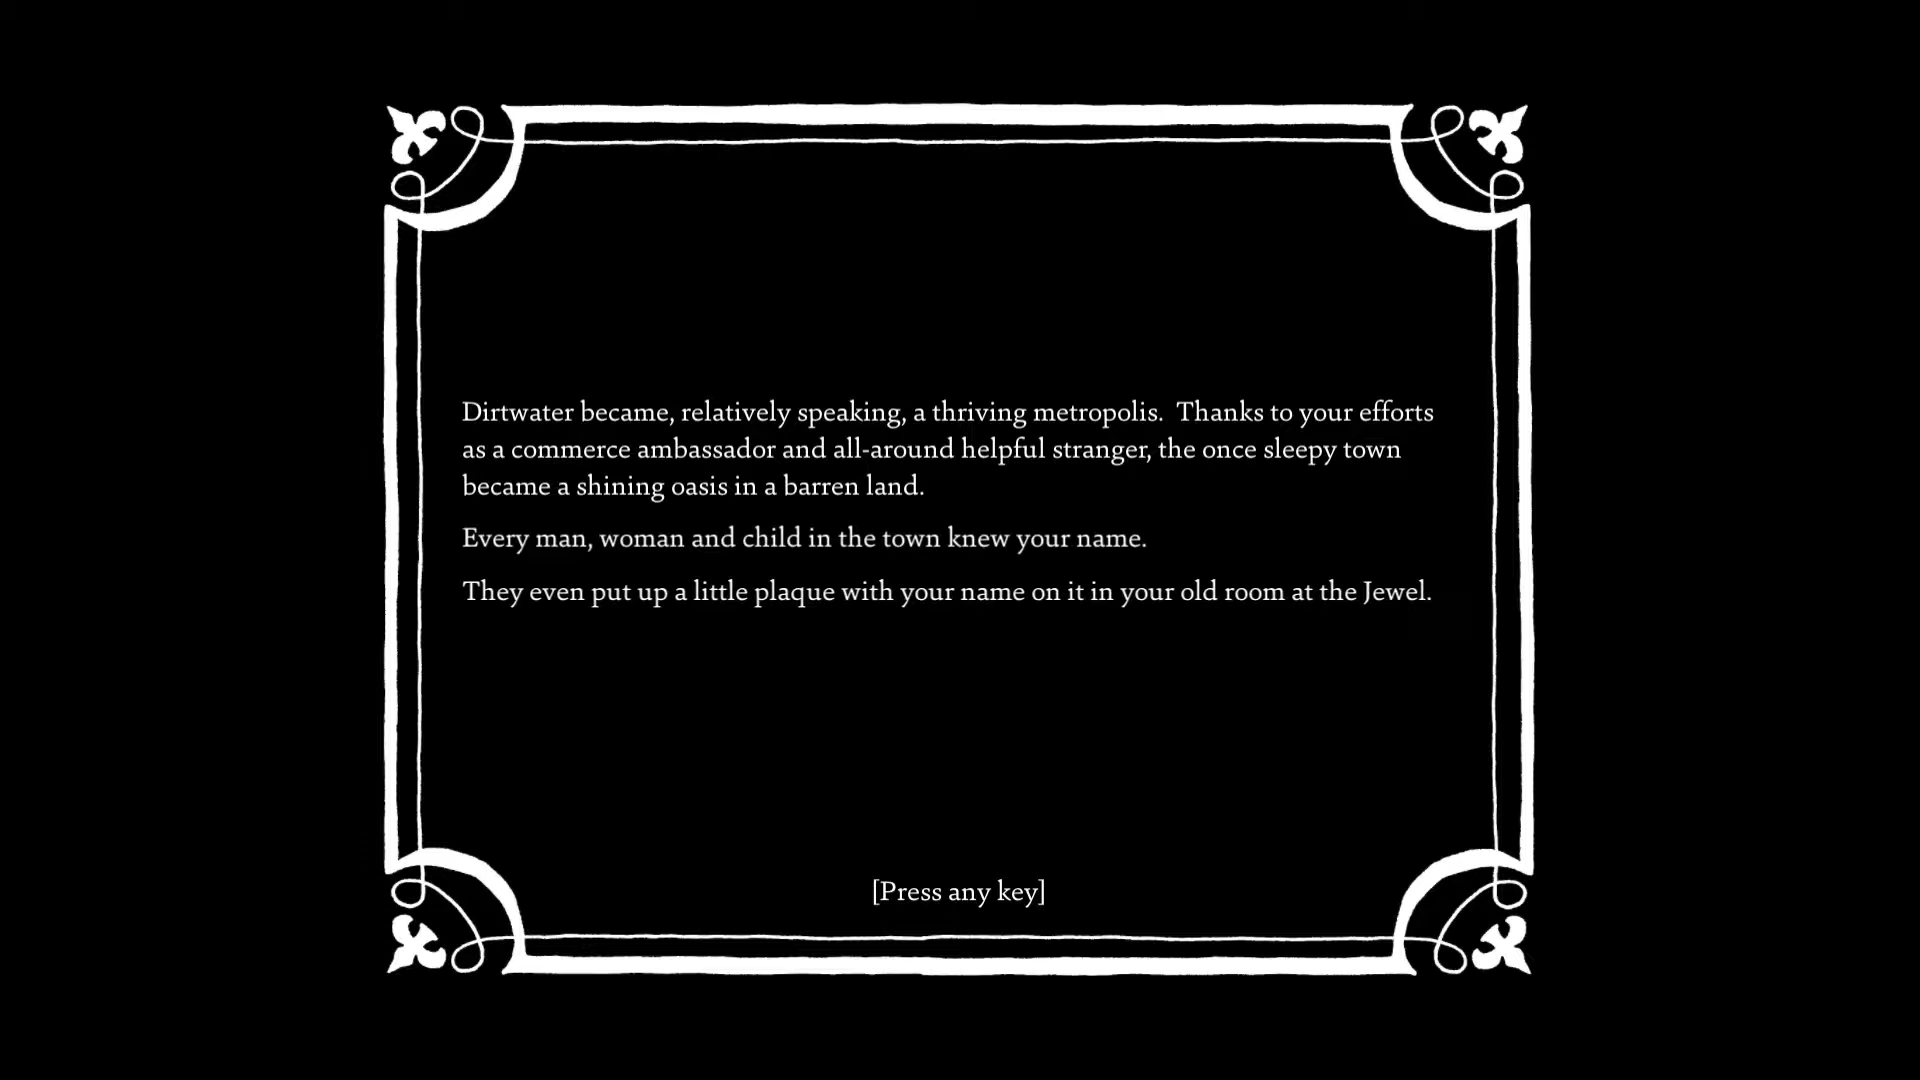 Dirtwater became, relatively speaking, a thriving metropolis.  Thanks to your efforts
as a commerce ambassador and all-around helpful stranger, the once sleepy town
became a shining oasis in a barren land.
Every man, woman and child in the town knew your name.
They even put up a little plaque with your name on it in your old room at the Jewel.
[Press any key]